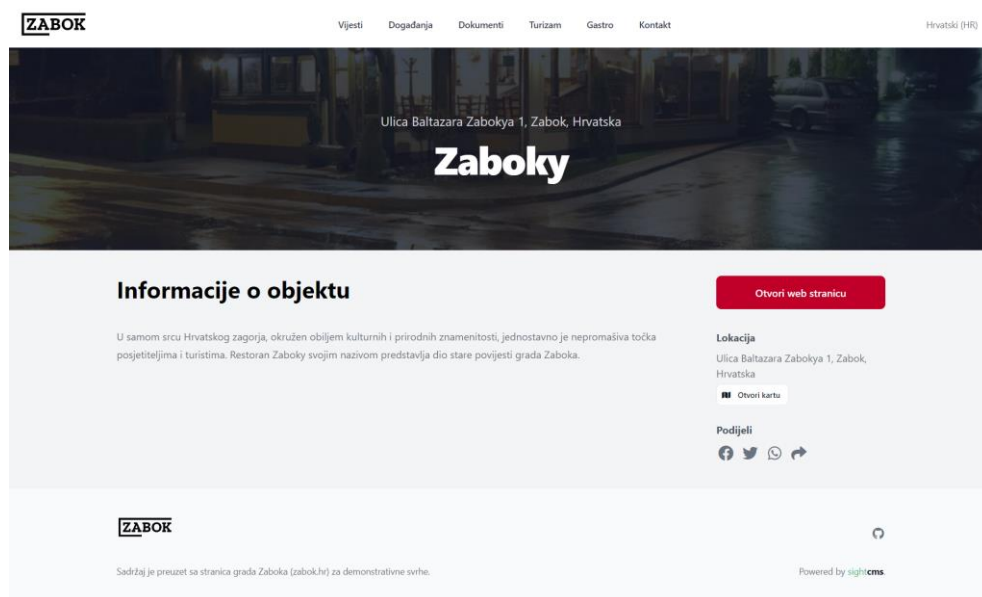 ZABOK
Vijesti Događanja Dokumenti Turizam Gastro Kontakt
Hrvatski (HR)
Ulica Baltazara Zabokya 1, Zabok, Hrvatska
Zaboky
Informacije o objektu
U samom srcu Hrvatskog zagorja, okružen obiljem kulturnih i prirodnih znamenitosti, jednostavno je nepromašiva točka
posjetiteljima i turistima. Restoran Zaboky svojim nazivom predstavlja dio stare povijesti grada Zaboka.
Otvori web stranicu
Lokacija
Ulica Baltazara Zabokya 1, Zabok,
Hrvatska
Otvori kartu
Podijeli
ZABOK
Sadržaj je preuzet sa stranica grada Zaboka (zabok.hr) za demonstrativne svrhe.
Powered by sightcms.